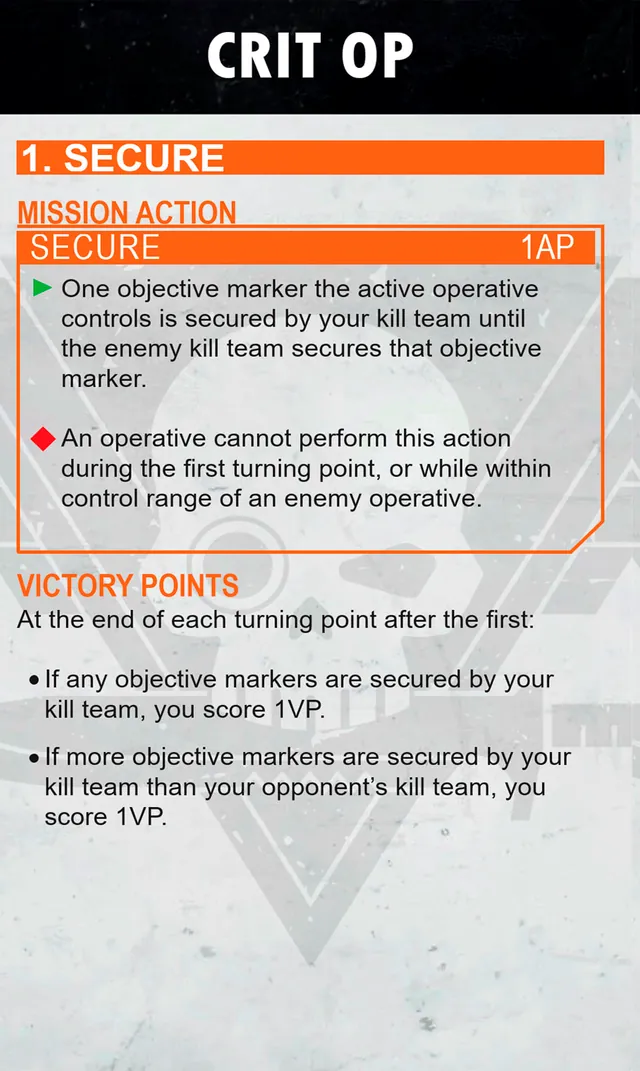 CRIT OP
1. SECURE
MISSION ACTION
SECURE 1AP
One objective marker the active operative
controls is secured by your kill team until
the enemy kill team secures that objective
marker.
An operative cannot perform this action
during the first turning point, or while within
control range of an enemy operative.
VICTORY POINTS
At the end of each turning point after the first:
• If any objective markers are secured by your
kill team, you score 1VP.
• If more objective markers are secured by your
kill team than your opponent’s kill team, you
score 1VP.